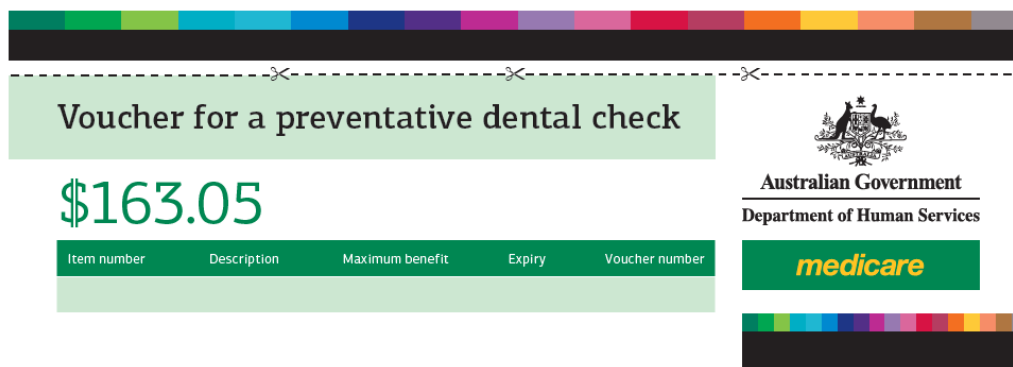 Voucher for a preventative dental check
$163.05
Item number Description Maximum benefit Expiry Voucher number
Australian Government
Department of Human Services
medicare